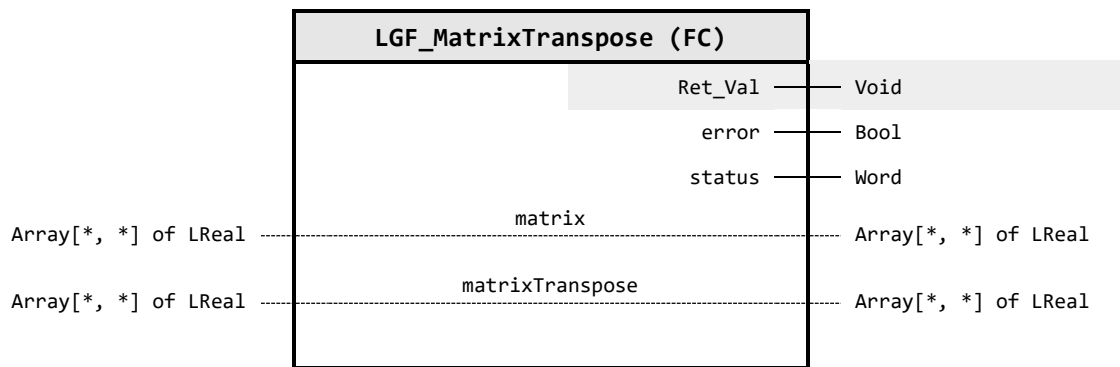 LGF_MatrixTranspose (FC)
Ret_Val Void
error Bool
status Word
matrix
Array[*, *] of LReal Array[*, *] of LReal
matrixTranspose
Array[*, *] of LReal Array[*, *] of LReal